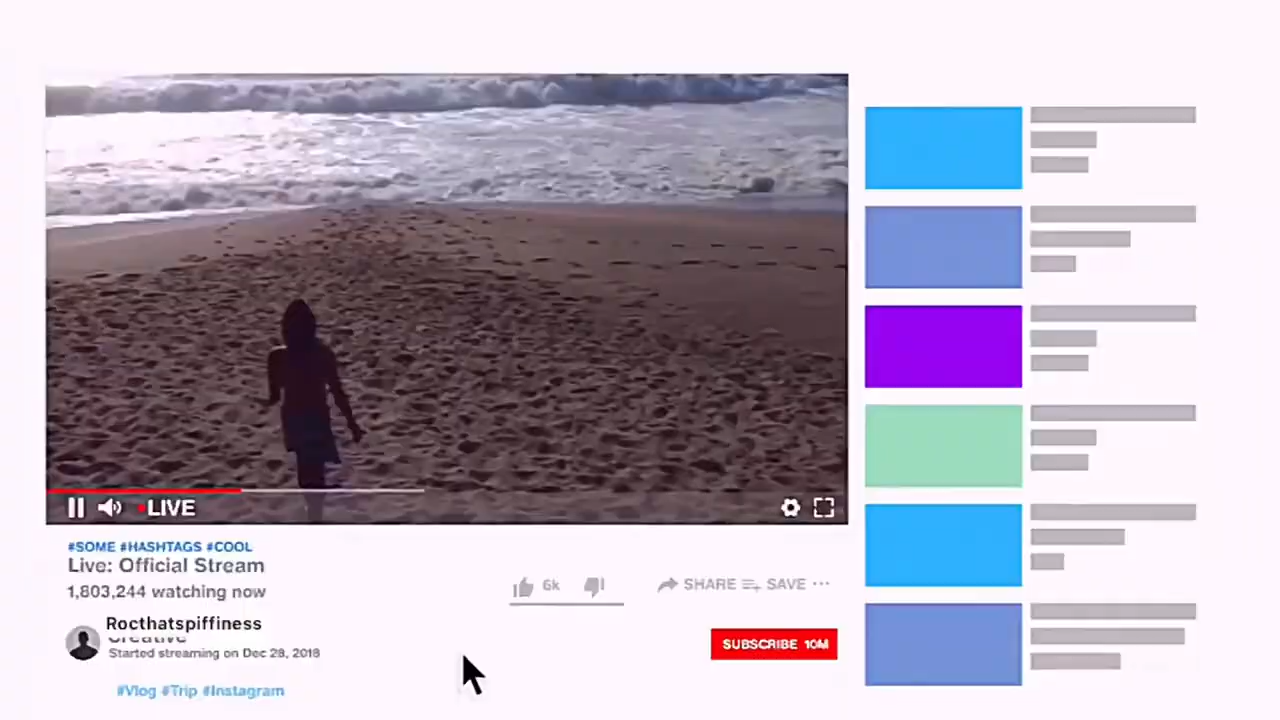 LIVE
#SOME #HASHTAGS #COOL
Live: Official Stream
1,803,244 watching now
6k
SHARE
SAVE
Rocthatspiffiness
Creative
Started streaming on Dec 28, 2018
SUBSCRIBE 10M
#Vlog #Trip #Instagram